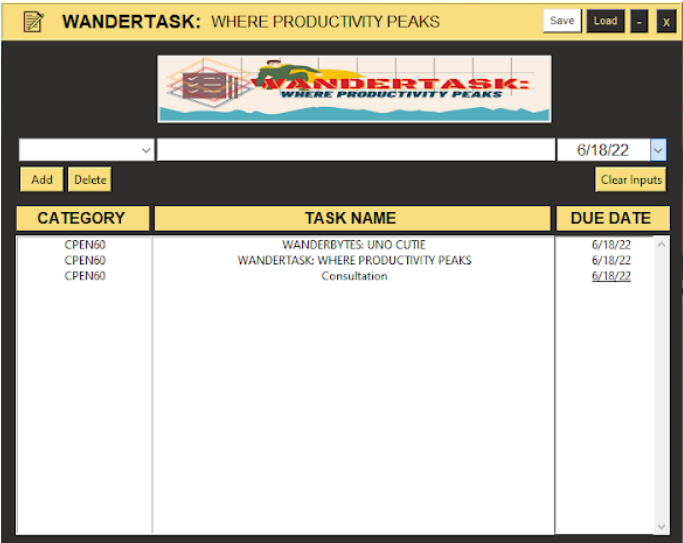 WANDERTASK: WHERE PRODUCTIVITY PEAKS Save Load - X
WANDERTASK:
WHERE PRODUCTIVITY PEAKS
6/18/22
Add Delete Clear Inputs
CATEGORY TASK NAME DUE DATE
CPEN60 WANDERBYTES: UNO CUTIE 6/18/22
CPEN60 WANDERTASK: WHERE PRODUCTIVITY PEAKS 6/18/22
CPEN60 Consultation 6/18/22